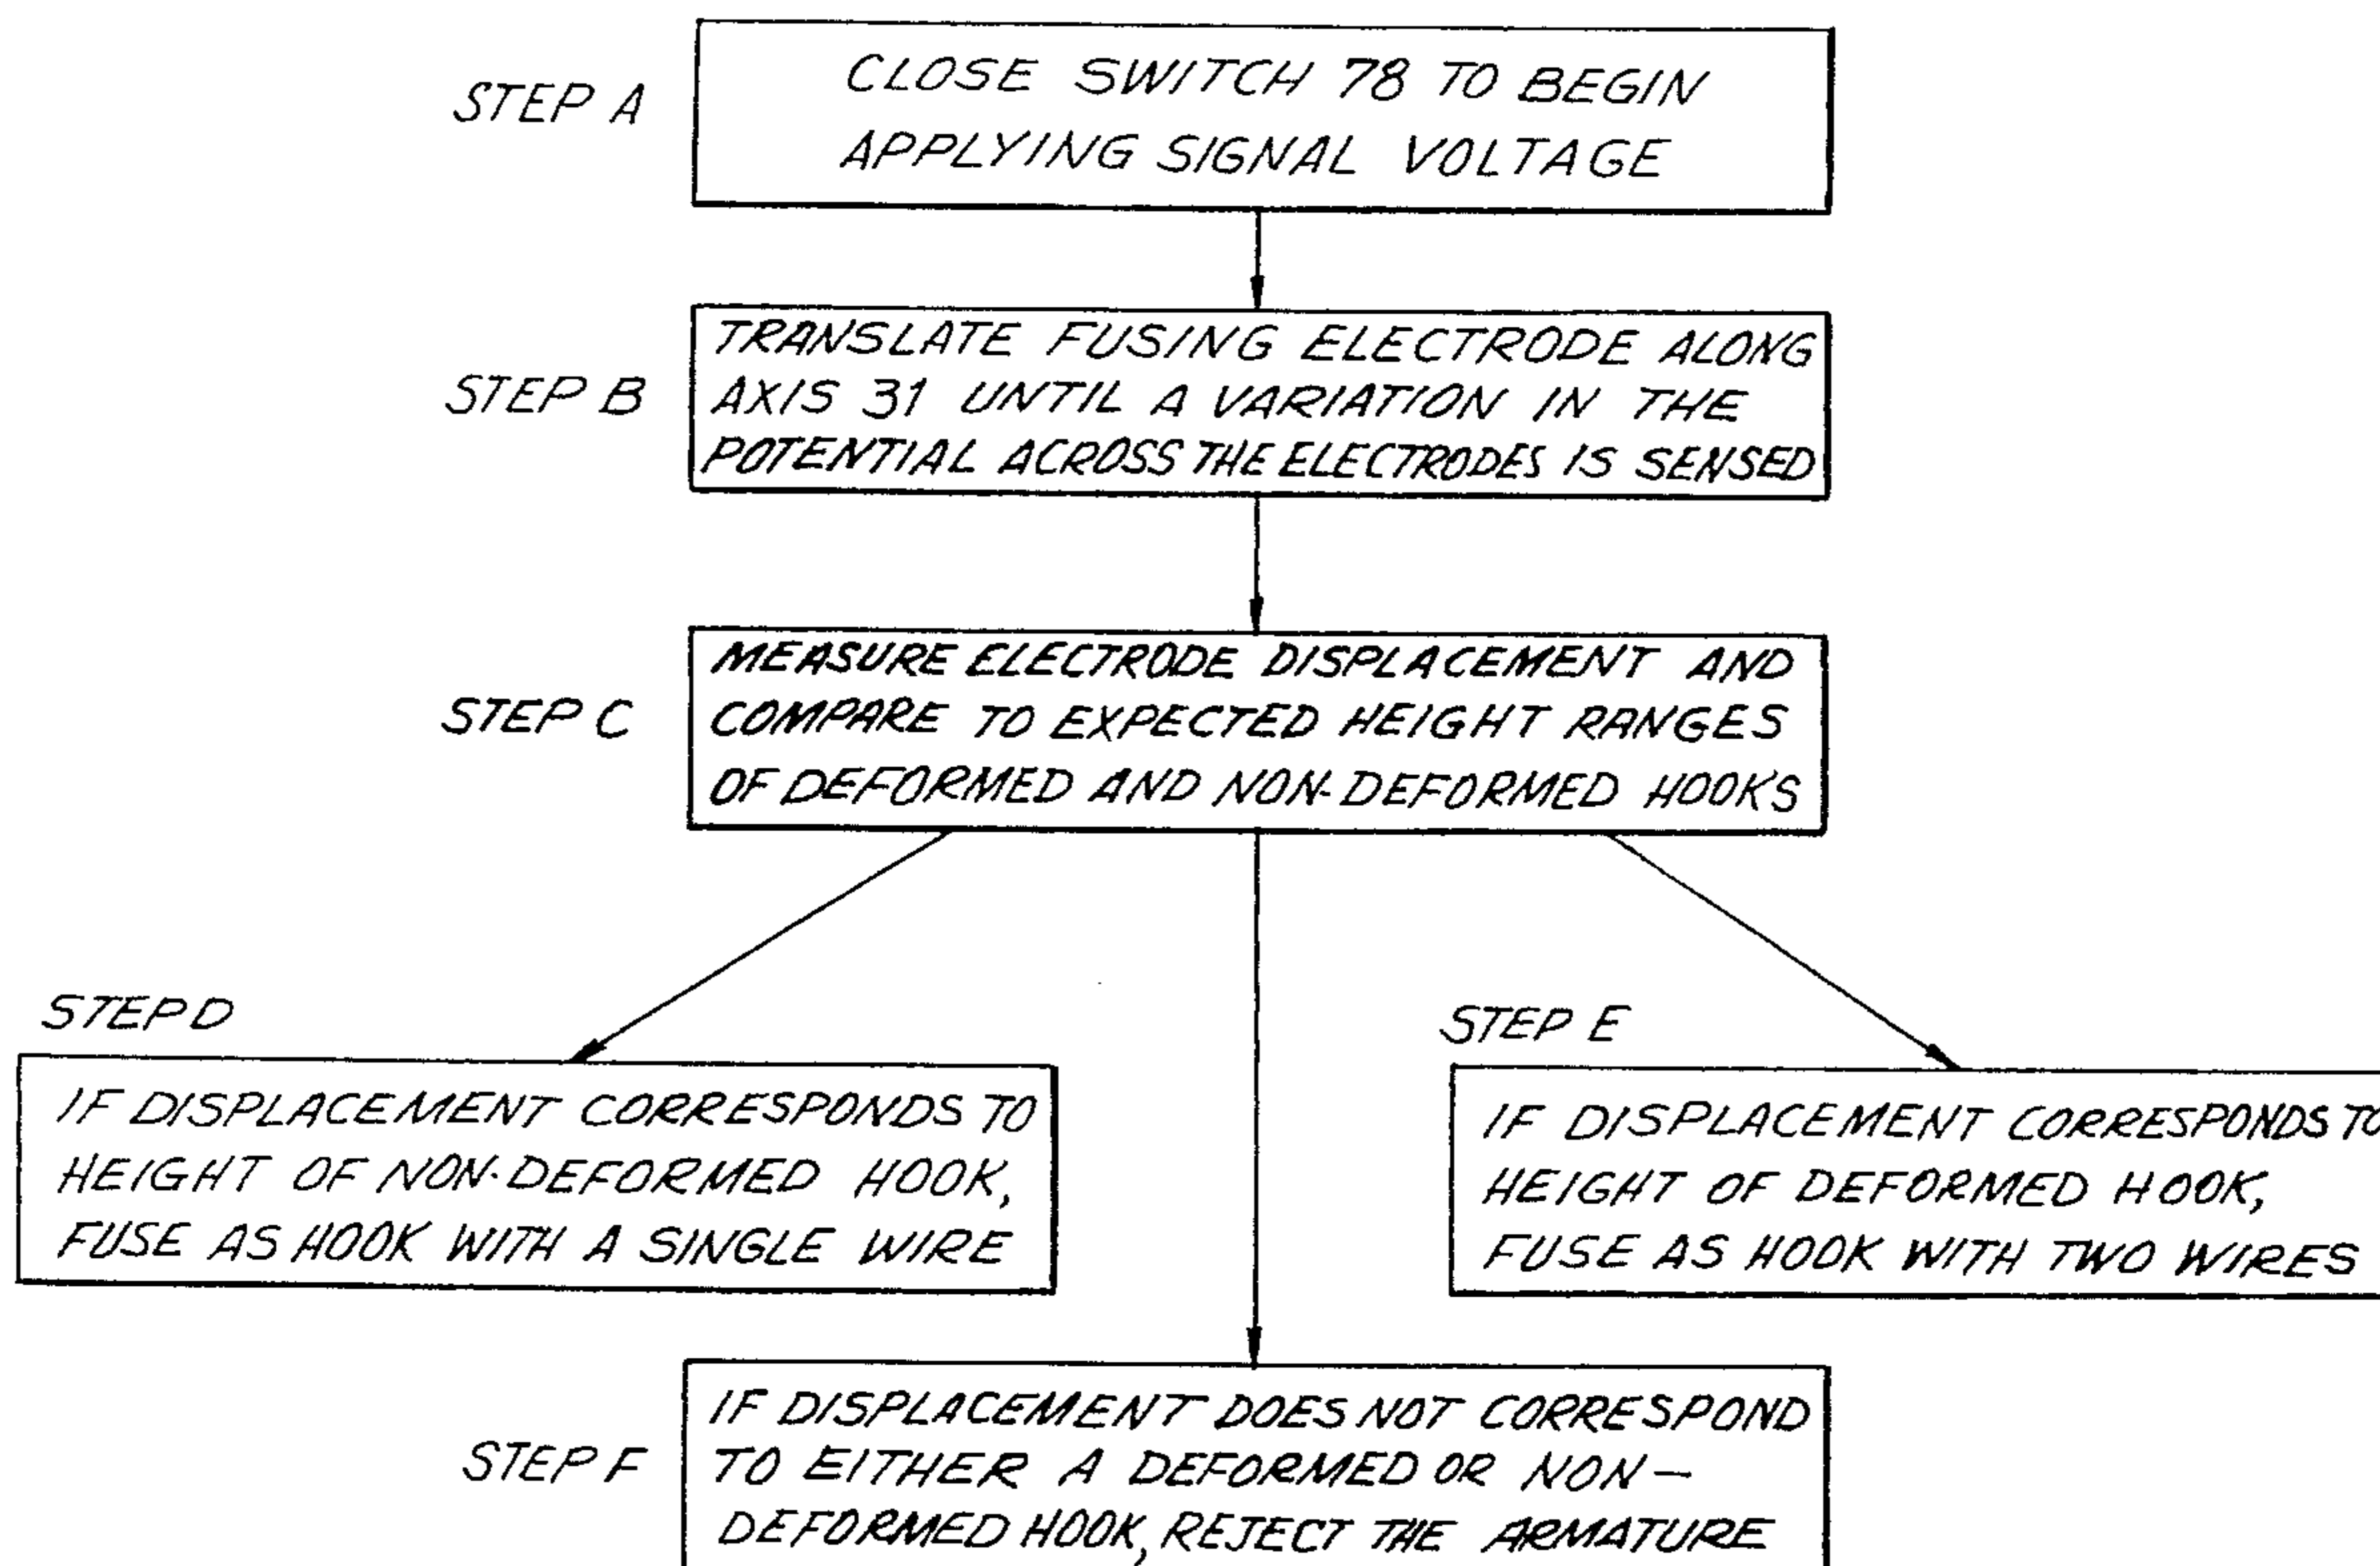 STEP A
CLOSE SWITCH 78 TO BEGIN
APPLYING SIGNAL VOLTAGE
STEP B
TRANSLATE FUSING ELECTRODE ALONG
AXIS 31 UNTIL A VARIATION IN THE
POTENTIAL ACROSS THE ELECTRODES IS SENSED
STEP C
MEASURE ELECTRODE DISPLACEMENT AND
COMPARE TO EXPECTED HEIGHT RANGES
OF DEFORMED AND NON-DEFORMED HOOKS
STEP D
IF DISPLACEMENT CORRESPONDS TO
HEIGHT OF NON-DEFORMED HOOK,
FUSE AS HOOK WITH A SINGLE WIRE
STEP E
IF DISPLACEMENT CORRESPONDS TO
HEIGHT OF DEFORMED HOOK,
FUSE AS HOOK WITH TWO WIRES
STEP F
IF DISPLACEMENT DOES NOT CORRESPOND
TO EITHER A DEFORMED OR NON-
DEFORMED HOOK, REJECT THE ARMATURE